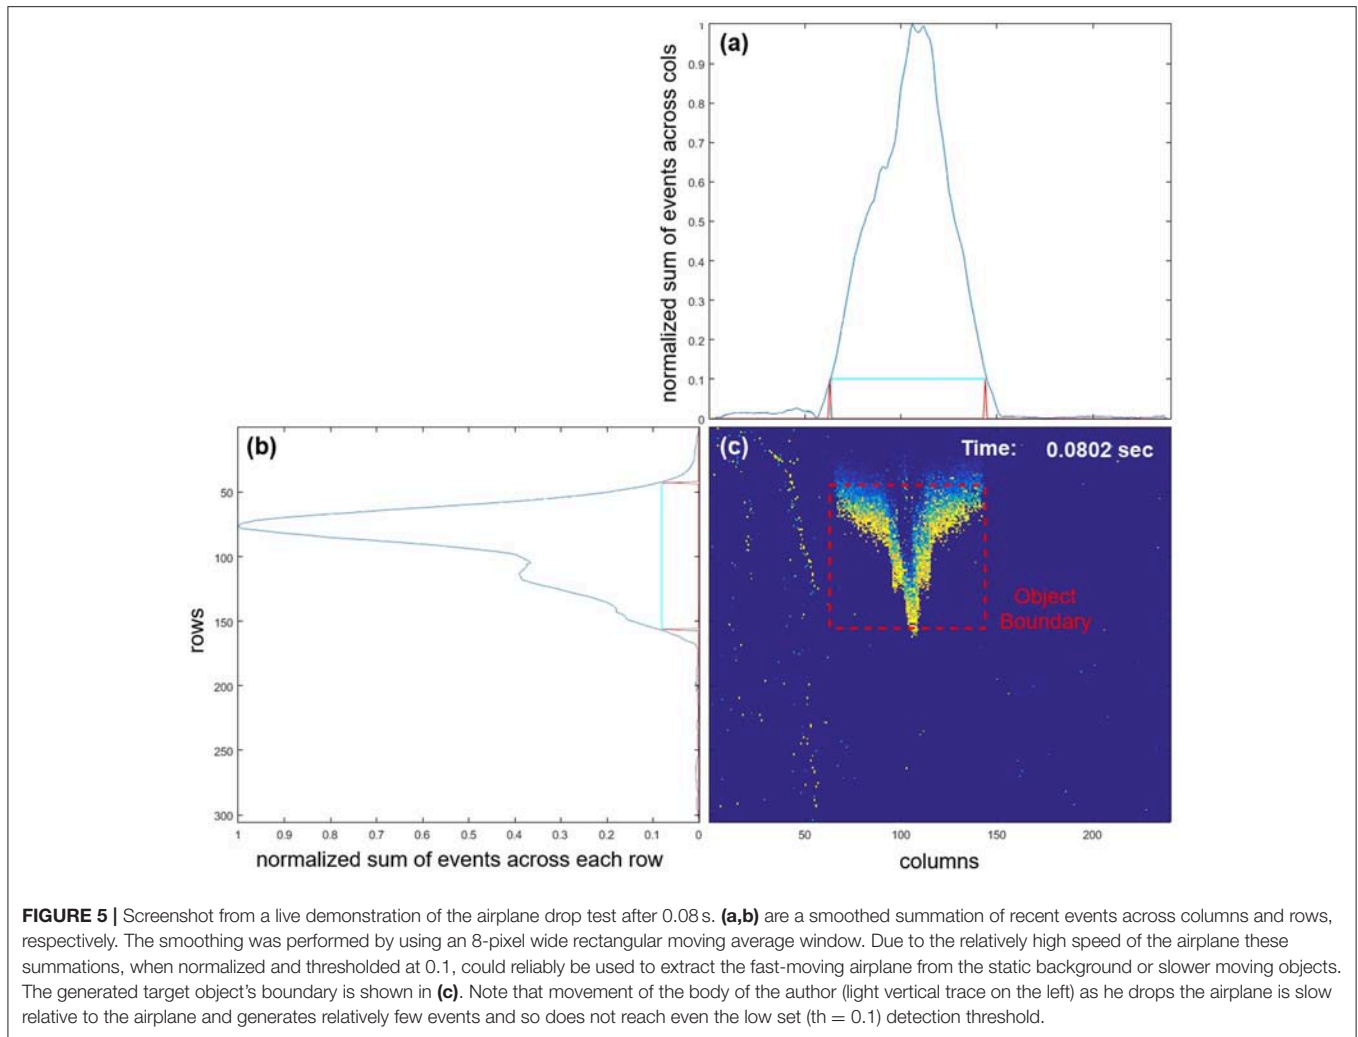 (a)
normalized sum of events across cols
1
0.9
0.8
0.7
0.6
0.5
0.4
0.3
0.2
0.1
0
(b)
rows
50
100
150
200
250
300
1 0.9 0.8 0.7 0.6 0.5 0.4 0.3 0.2 0.1 0
normalized sum of events across each row
(c) Time: 0.0802 sec
Object
Boundary
50 100 150 200
columns
FIGURE 5 | Screenshot from a live demonstration of the airplane drop test after 0.08 s. (a,b) are a smoothed summation of recent events across columns and rows,
respectively. The smoothing was performed by using an 8-pixel wide rectangular moving average window. Due to the relatively high speed of the airplane these
summations, when normalized and thresholded at 0.1, could reliably be used to extract the fast-moving airplane from the static background or slower moving objects.
The generated target object's boundary is shown in (c). Note that movement of the body of the author (light vertical trace on the left) as he drops the airplane is slow
relative to the airplane and generates relatively few events and so does not reach even the low set (th = 0.1) detection threshold.